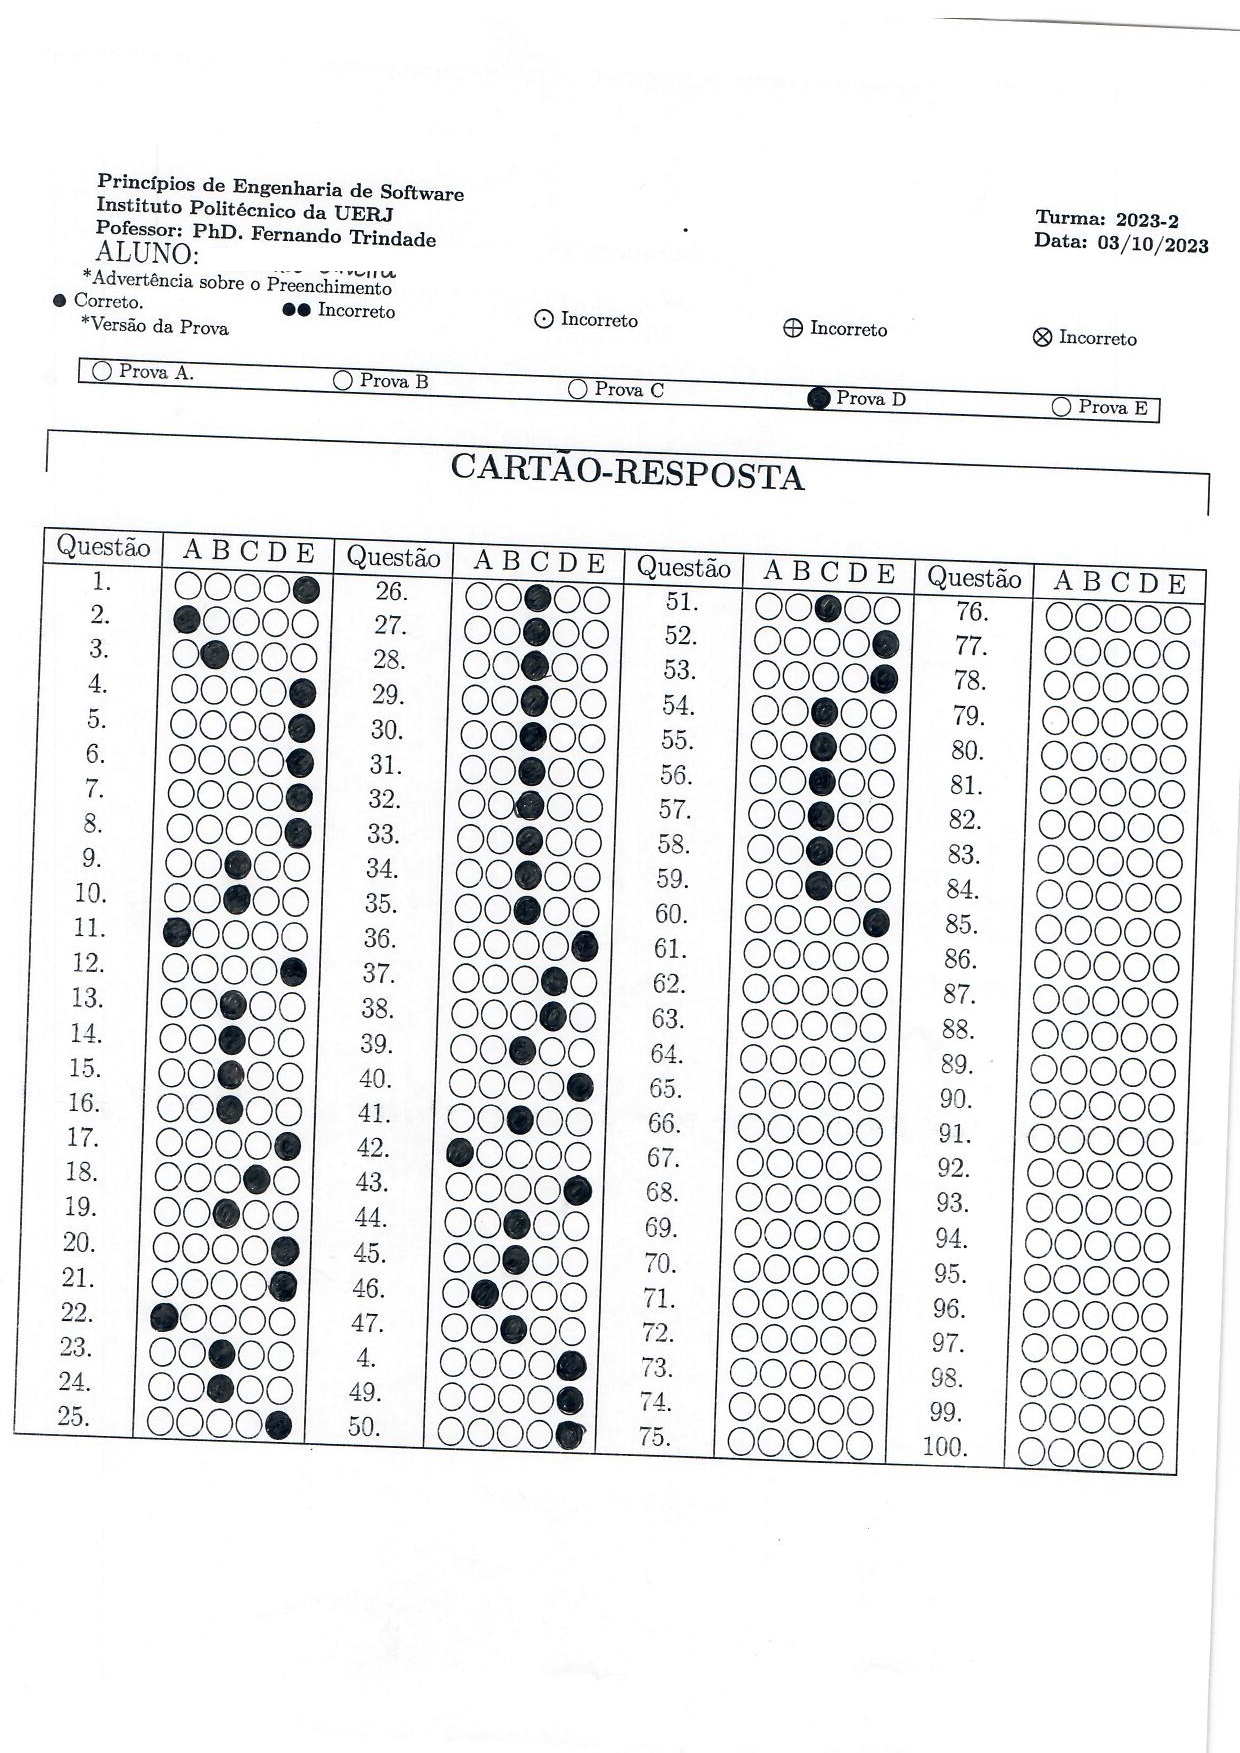 Princípios de Engenharia de Software
Instituto Politécnico da UERJ
Pofessor: PhD. Fernando Trindade
Turma: 2023-2
Data: 03/10/2023
ALUNO:
*Advertência sobre o Preenchimento
Correto. Incorreto Incorreto Incorreto Incorreto
*Versão da Prova
Prova A. Prova B Prova C Prova D Prova E
CARTÃO-RESPOSTA
Questão A B C D E Questão A B C D E Questão A B C D E Questão A B C D E
1. 26. 51. 76.
2. 27. 52. 77.
3. 28. 53. 78.
4. 29. 54. 79.
5. 30. 55. 80.
6. 31. 56. 81.
7. 32. 57. 82.
8. 33. 58. 83.
9. 34. 59. 84.
10. 35. 60. 85.
11. 36. 61. 86.
12. 37. 62. 87.
13. 38. 63. 88.
14. 39. 64. 89.
15. 40. 65. 90.
16. 41. 66. 91.
17. 42. 67. 92.
18. 43. 68. 93.
19. 44. 69. 94.
20. 45. 70. 95.
21. 46. 71. 96.
22. 47. 72. 97.
23. 4. 73. 98.
24. 49. 74. 99.
25. 50. 75. 100.